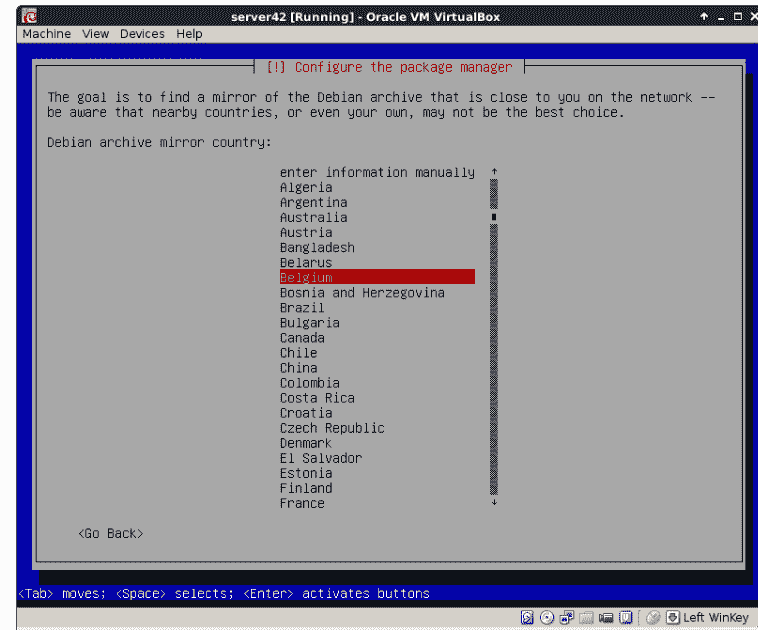 server42 [Running] - Oracle VM VirtualBox
Machine View Devices Help
[!] Configure the package manager
The goal is to find a mirror of the Debian archive that is close to you on the network --
be aware that nearby countries, or even your own, may not be the best choice.
Debian archive mirror country:
enter information manually
Algeria
Argentina
Australia
Austria
Bangladesh
Belarus
Belgium
Bosnia and Herzegovina
Brazil
Bulgaria
Canada
Chile
China
Colombia
Costa Rica
Croatia
Czech Republic
Denmark
El Salvador
Estonia
Finland
France
<Go Back>
<Tab> moves; <Space> selects; <Enter> activates buttons
Left WinKey